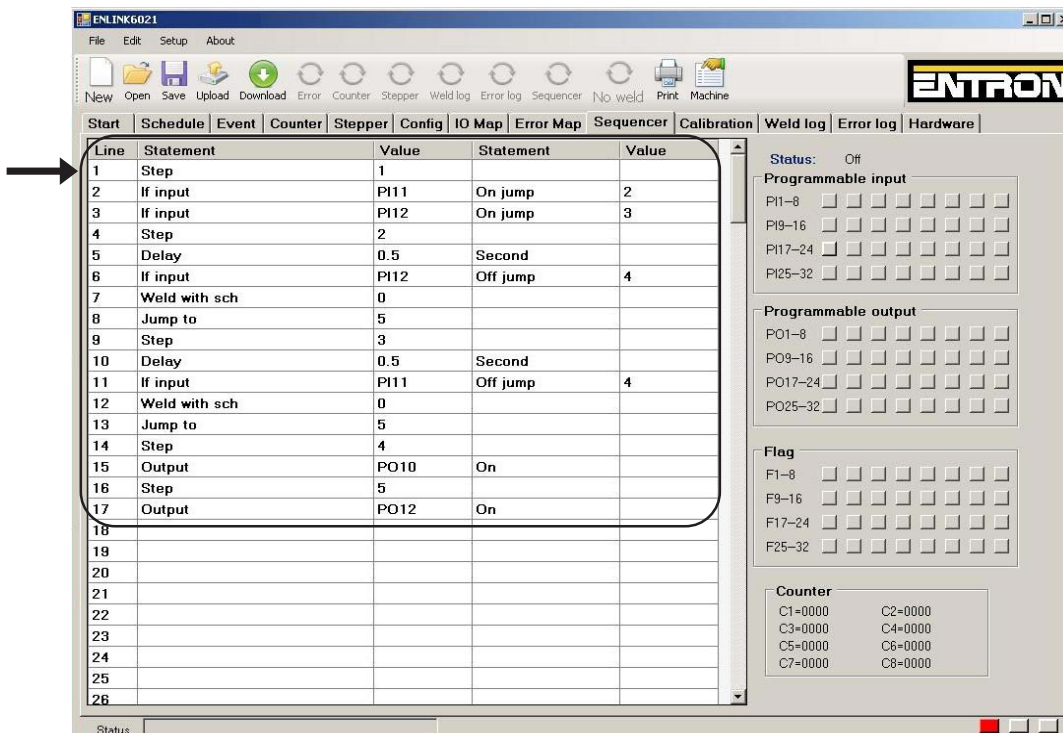 ENLINK6021
File Edit Setup About
New Open Save Upload Download Error Counter Stepper Weld log Error log Sequencer No weld Print Machine
ENTRON
Start Schedule Event Counter Stepper Config IO Map Error Map Sequencer Calibration Weld log Error log Hardware
Line Statement Value Statement Value
1 Step 1
2 If input PI11 On jump 2
3 If input PI12 On jump 3
4 Step 2
5 Delay 0.5 Second
6 If input PI12 Off jump 4
7 Weld with sch 0
8 Jump to 5
9 Step 3
10 Delay 0.5 Second
11 If input PI11 Off jump 4
12 Weld with sch 0
13 Jump to 5
14 Step 4
15 Output PO10 On
16 Step 5
17 Output PO12 On
18
19
20
21
22
23
24
25
26
Status: Off
Programmable input
PI1-8
PI9-16
PI17-24
PI25-32
Programmable output
PO1-8
PO9-16
PO17-24
PO25-32
Flag
F1-8
F9-16
F17-24
F25-32
Counter
C1=0000 C2=0000
C3=0000 C4=0000
C5=0000 C6=0000
C7=0000 C8=0000
Status